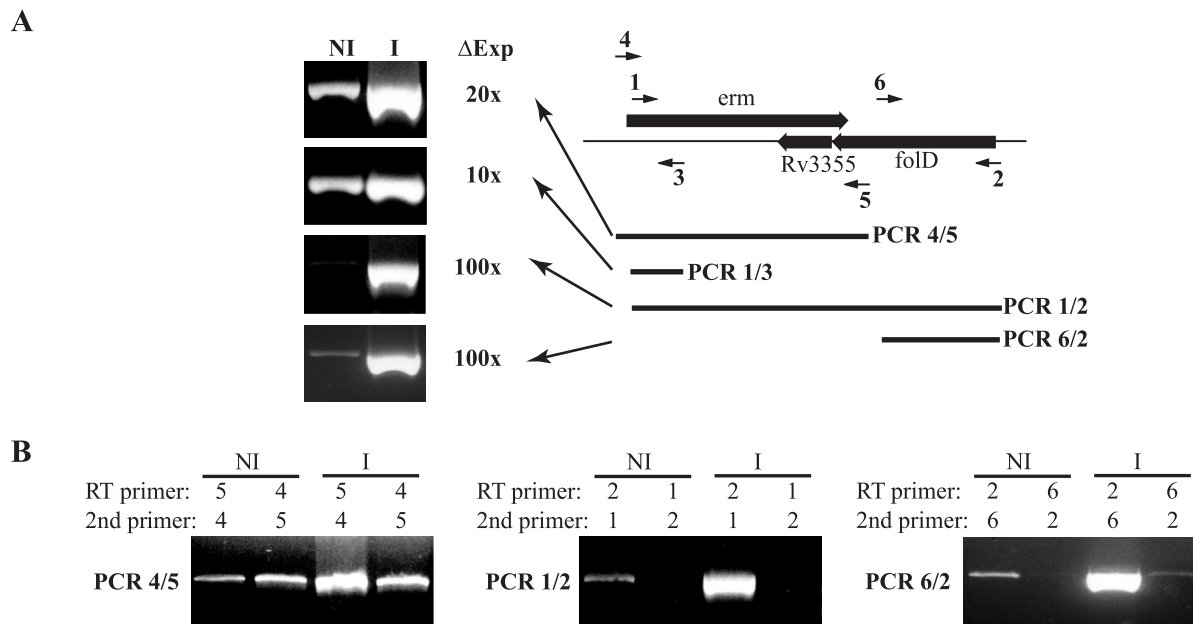 A
NI I ΔExp
20x
10x
100x
100x
4
1
erm
6
Rv3355
folD
3
5
2
PCR 4/5
PCR 1/3
PCR 1/2
PCR 6/2
B
NI I
RT primer: 5 4 5 4
2nd primer: 4 5 4 5
PCR 4/5
NI I
RT primer: 2 1 2 1
2nd primer: 1 2 1 2
PCR 1/2
NI I
RT primer: 2 6 2 6
2nd primer: 6 2 6 2
PCR 6/2